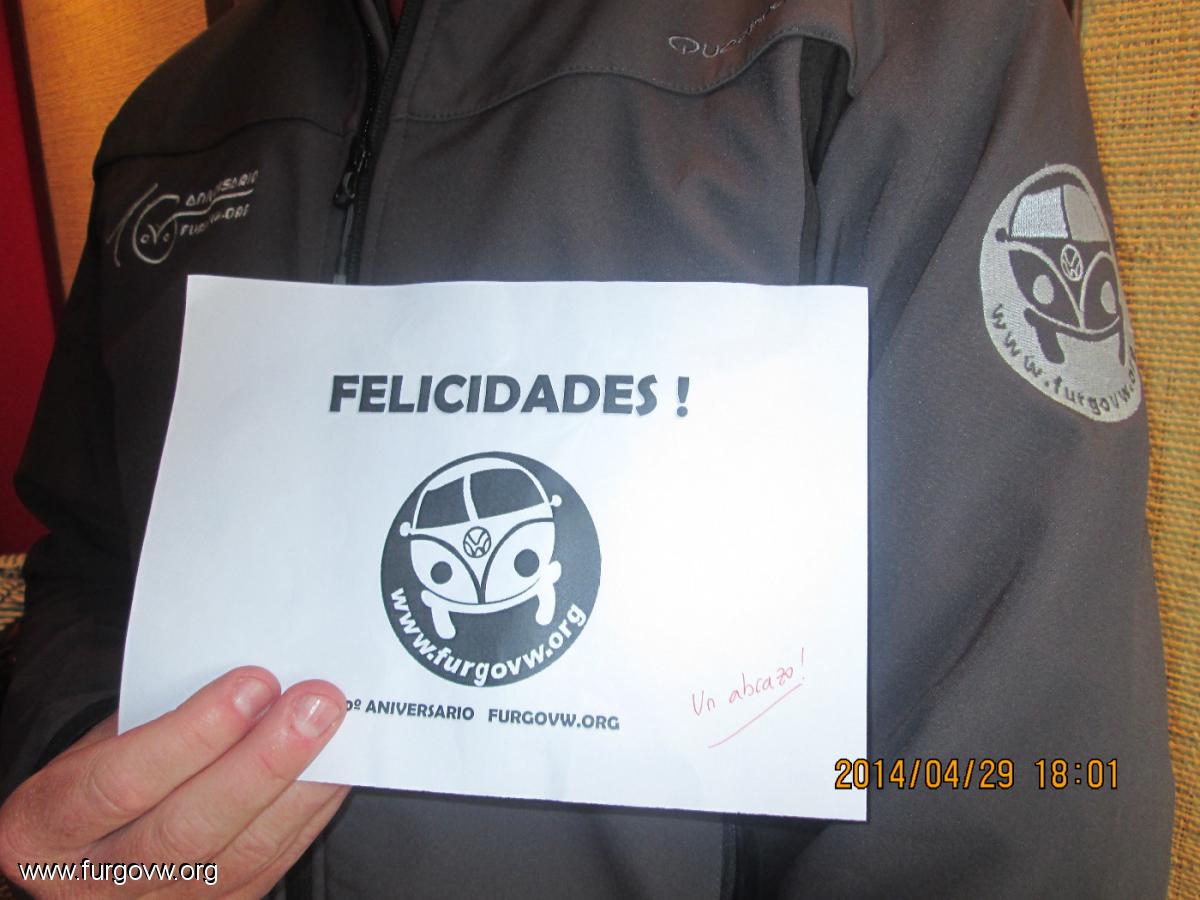 ANIVERSARIO
FELICIDADES !
www.furgovw.org
ANIVERSARIO FURGOVW.ORG
Un abrazo!
www.furgovw.o
2014/04/29 18:01
www.furgovw.org